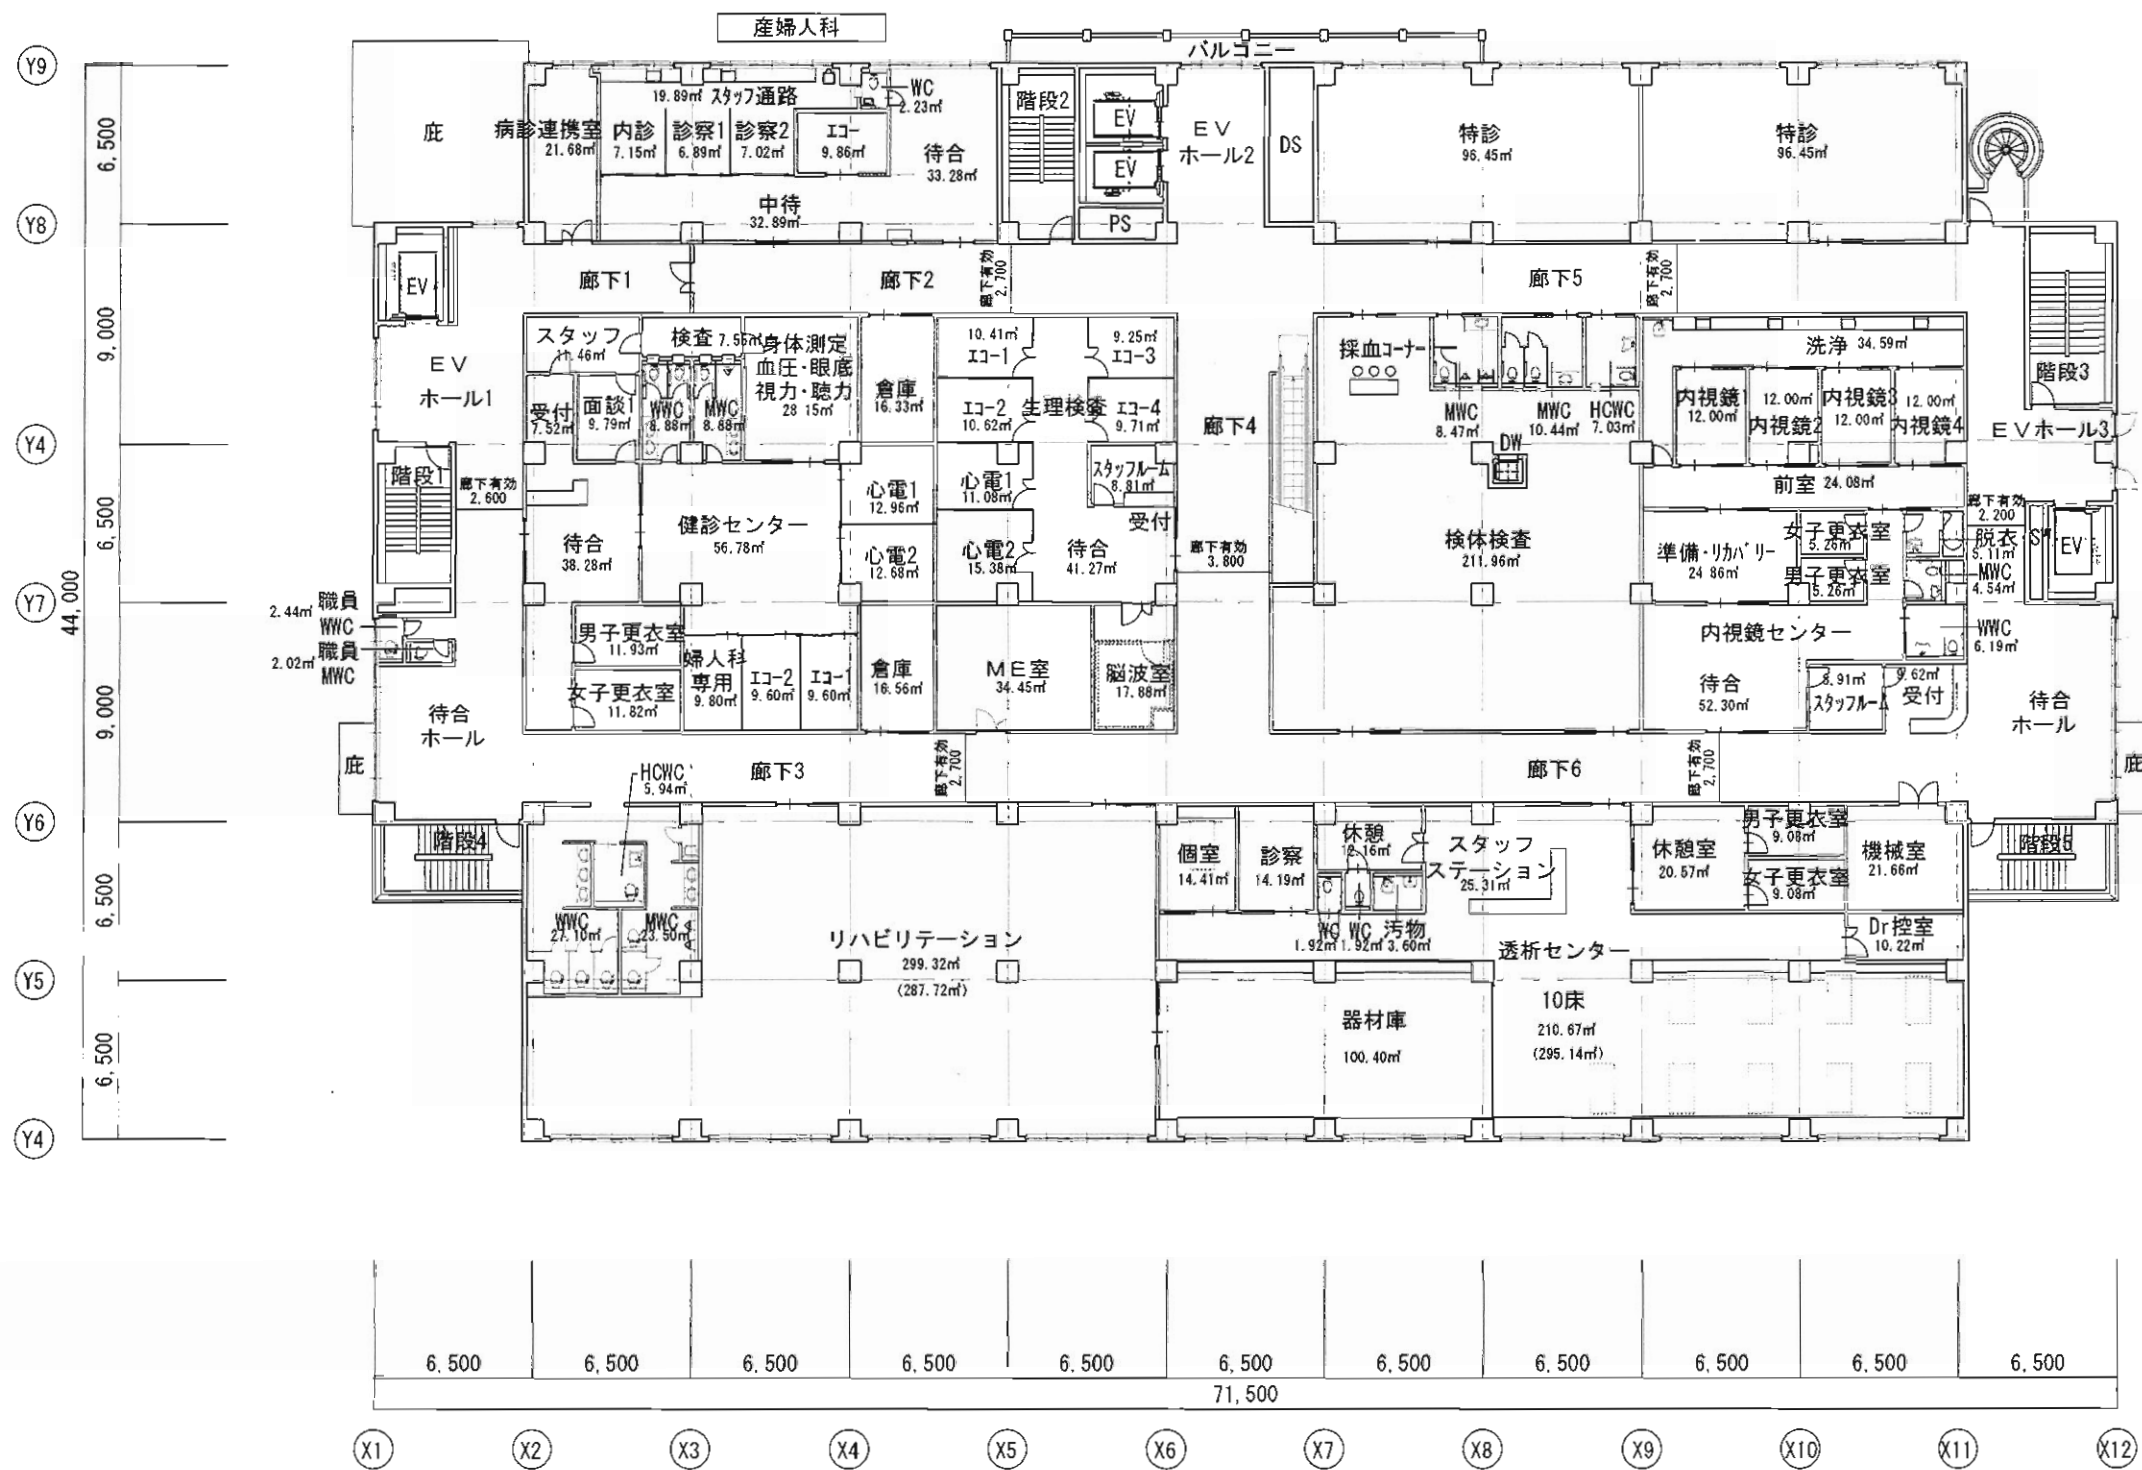 産婦人科
バルコニー
Y9
Y8
Y4
Y7
Y6
Y5
Y4
6,500
9,000
6,500
9,000
6,500
6,500
44,000
庇
病診連携室
21.68㎡
19.89㎡ スタッフ通路
内診
7.15㎡
診察1
6.89㎡
診察2
7.02㎡
エコー
9.86㎡
WC
2.23㎡
待合
33.28㎡
中待
32.89㎡
階段2
EV
EV
PS
EV
ホール2
DS
特診
96.45㎡
特診
96.45㎡
EV
廊下1
廊下2
廊下有効
2,700
廊下5
廊下有効
2,700
EV
ホール1
スタッフ
11.46㎡
検査 7.55㎡
身体測定
血圧・眼底
視力・聴力
28.15㎡
受付
7.52㎡
面談1
9.79㎡
WWC
8.88㎡
MWC
8.88㎡
倉庫
16.33㎡
10.41㎡
エコー1
9.25㎡
エコー3
エコー2
10.62㎡
生理検査
エコー4
9.71㎡
廊下4
採血コーナー
MWC
8.47㎡
MWC
10.44㎡
HCWC
7.03㎡
DW
洗浄 34.59㎡
内視鏡1
12.00㎡
12.00㎡
内視鏡2
内視鏡3
12.00㎡
12.00㎡
内視鏡4
階段3
EVホール3
階段1
廊下有効
2,600
待合
38.28㎡
健診センター
56.78㎡
心電1
12.96㎡
心電2
12.68㎡
心電1
11.08㎡
心電2
15.38㎡
スタッフルーム
8.81㎡
受付
待合
41.27㎡
廊下有効
3,800
検体検査
211.96㎡
前室 24.08㎡
準備・リカバリー
24.86㎡
女子更衣室
5.26㎡
男子更衣室
5.26㎡
廊下有効
2,200
脱衣
5.11㎡
MWC
4.54㎡
EV
WWC
6.19㎡
2.44㎡ 職員
WWC
職員
2.02㎡
MWC
男子更衣室
11.93㎡
女子更衣室
11.82㎡
婦人科
専用
9.80㎡
エコー2
9.60㎡
エコー1
9.60㎡
倉庫
16.56㎡
ME室
34.45㎡
脳波室
17.88㎡
内視鏡センター
待合
52.30㎡
8.91㎡
スタッフルーム
9.62㎡
受付
待合
ホール
待合
ホール
庇
庇
HCWC
5.94㎡
廊下3
廊下有効
2,700
廊下6
廊下有効
2,700
階段4
WWC
27.10㎡
MWC
23.50㎡
リハビリテーション
299.32㎡
(287.72㎡)
個室
14.41㎡
診察
14.19㎡
休憩
12.16㎡
WC
1.92㎡
WC
1.92㎡
汚物
3.60㎡
スタッフ
ステーション
25.31㎡
透析センター
休憩室
20.57㎡
男子更衣室
9.08㎡
女子更衣室
9.08㎡
機械室
21.66㎡
Dr控室
10.22㎡
階段5
器材庫
100.40㎡
10床
210.67㎡
(295.14㎡)
6,500 6,500 6,500 6,500 6,500 6,500 6,500 6,500 6,500 6,500 6,500
71,500
X1 X2 X3 X4 X5 X6 X7 X8 X9 X10 X11 X12